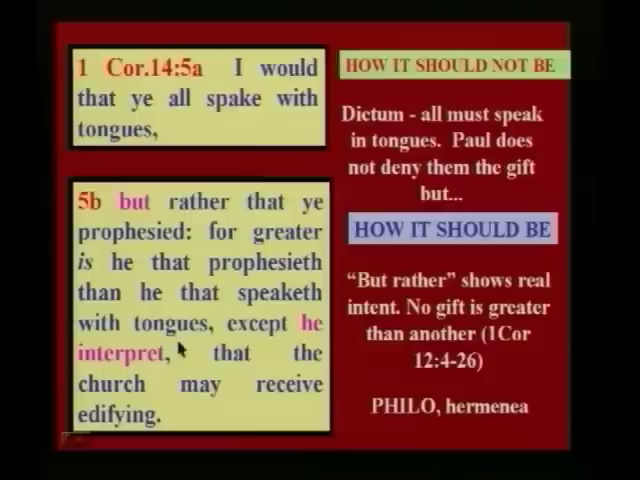 1 Cor.14:5a I would
that ye all spake with
tongues,
5b but rather that ye
prophesied: for greater
is he that prophesieth
than he that speaketh
with tongues, except he
interpret, that the
church may receive
edifying.
HOW IT SHOULD NOT BE
Dictum - all must speak
in tongues. Paul does
not deny them the gift
but...
HOW IT SHOULD BE
“But rather” shows real
intent. No gift is greater
than another (1Cor
12:4-26)
PHILO, hermenea